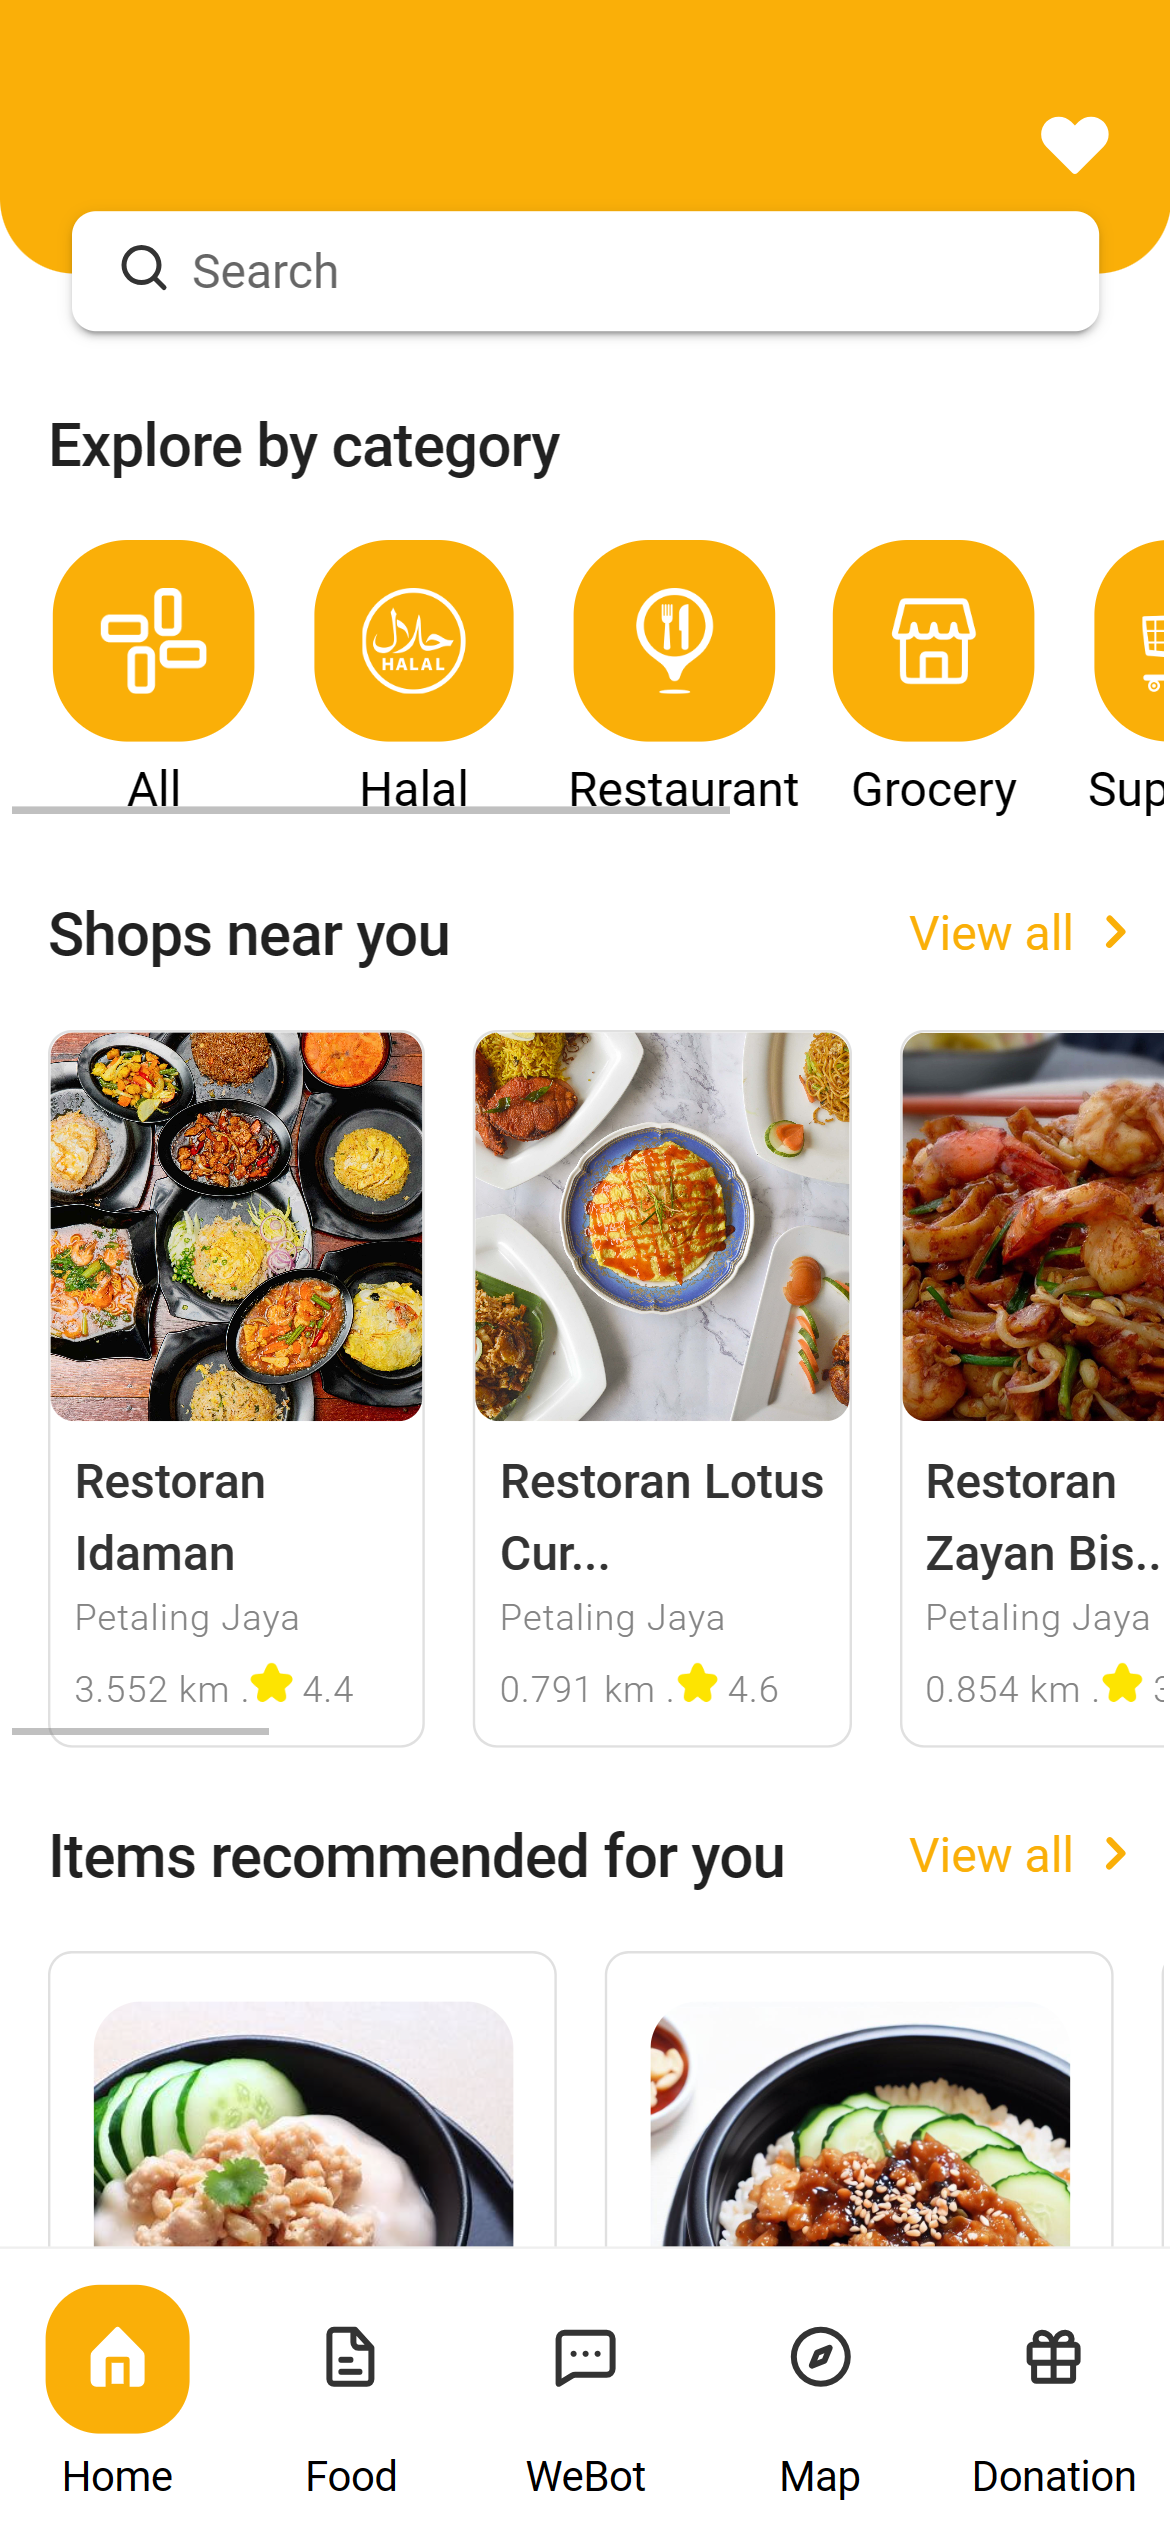 Search
Explore by category
حلال
HALAL
All
Halal
Restaurant
Grocery
Sup
Shops near you
View all
Restoran
Idaman
Petaling Jaya
3.552 km . 4.4
Restoran Lotus
Cur...
Petaling Jaya
0.791 km . 4.6
Restoran
Zayan Bis..
Petaling Jaya
0.854 km . 3
Items recommended for you
View all
Home
Food
WeBot
Map
Donation